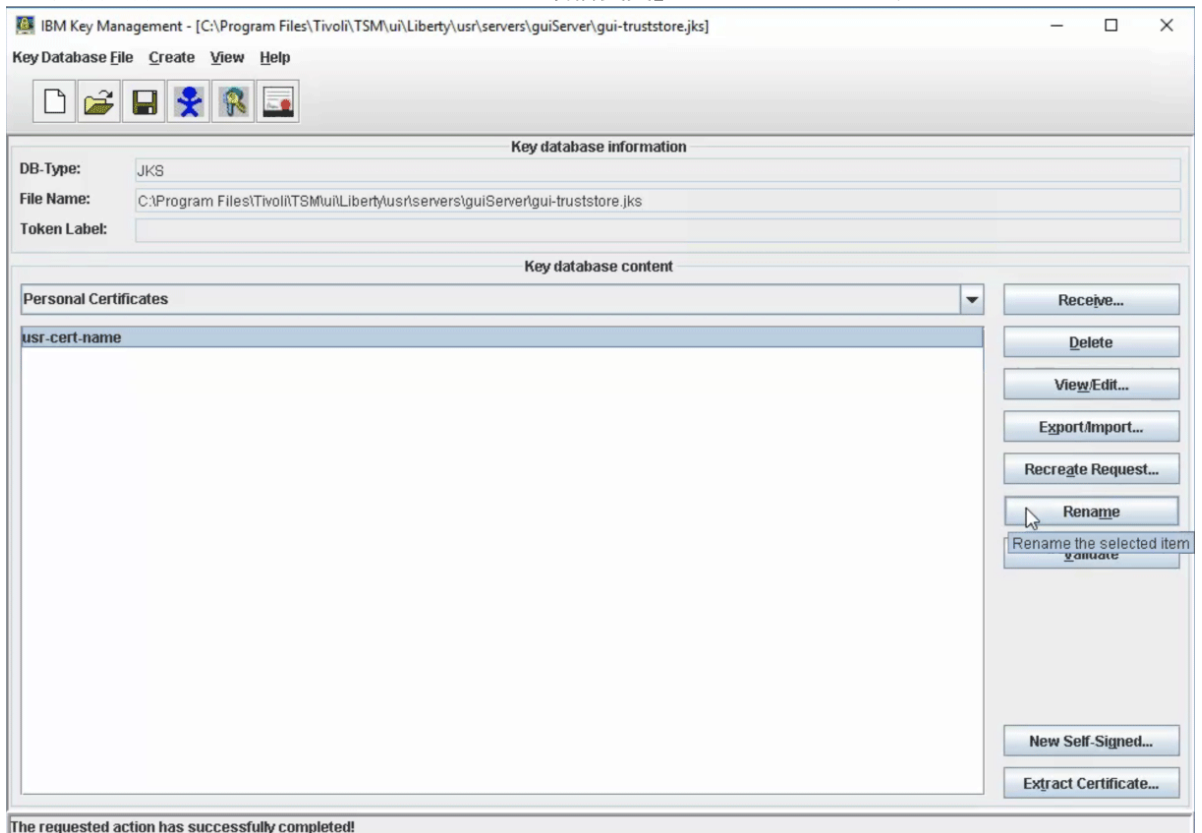 IBM Key Management - [C:\Program Files\Tivoli\TSM\ui\Liberty\usr\servers\guiServer\gui-truststore.jks]
Key Database File Create View Help
Key database information
DB-Type: JKS
File Name: C:\Program Files\Tivoli\TSM\ui\Liberty\usr\servers\guiServer\gui-truststore.jks
Token Label:
Key database content
Personal Certificates
Receive...
usr-cert-name
Delete
View/Edit...
Export/Import...
Recreate Request...
Rename
Rename the selected item
Validate
New Self-Signed...
Extract Certificate...
The requested action has successfully completed!